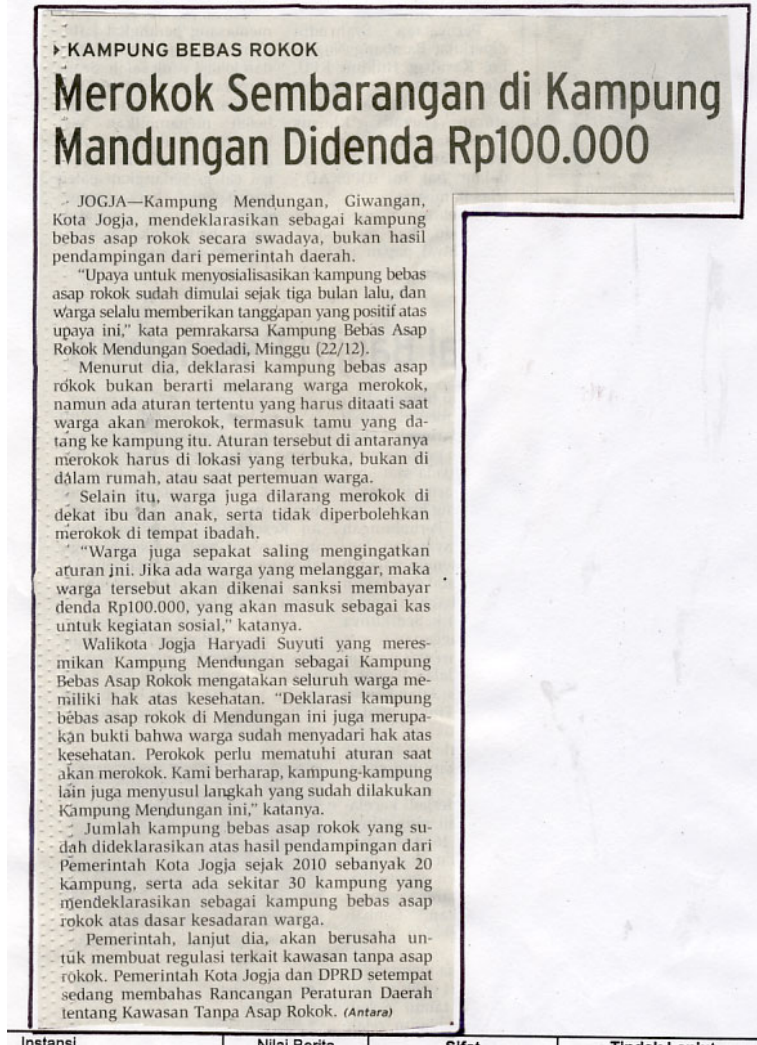 KAMPUNG BEBAS ROKOK
Merokok Sembarangan di Kampung
Mandungan Didenda Rp100.000
JOGJA—Kampung Mendungan, Giwangan,
Kota Jogja, mendeklarasikan sebagai kampung
bebas asap rokok secara swadaya, bukan hasil
pendampingan dari pemerintah daerah.
“Upaya untuk menyosialisasikan kampung bebas
asap rokok sudah dimulai sejak tiga bulan lalu, dan
warga selalu memberikan tanggapan yang positif atas
upaya ini,” kata pemrakarsa Kampung Bebas Asap
Rokok Mendungan Soedadi, Minggu (22/12).
Menurut dia, deklarasi kampung bebas asap
rokok bukan berarti melarang warga merokok,
namun ada aturan tertentu yang harus ditaati saat
warga akan merokok, termasuk tamu yang da-
tang ke kampung itu. Aturan tersebut di antaranya
merokok harus di lokasi yang terbuka, bukan di
dalam rumah, atau saat pertemuan warga.
Selain itu, warga juga dilarang merokok di
dekat ibu dan anak, serta tidak diperbolehkan
merokok di tempat ibadah.
“Warga juga sepakat saling mengingatkan
aturan ini. Jika ada warga yang melanggar, maka
warga tersebut akan dikenai sanksi membayar
denda Rp100.000, yang akan masuk sebagai kas
untuk kegiatan sosial,” katanya.
Walikota Jogja Haryadi Suyuti yang meres-
mikan Kampung Mendungan sebagai Kampung
Bebas Asap Rokok mengatakan seluruh warga me-
miliki hak atas kesehatan. “Deklarasi kampung
bebas asap rokok di Mendungan ini juga merupa-
kan bukti bahwa warga sudah menyadari hak atas
kesehatan. Perokok perlu mematuhi aturan saat
akan merokok. Kami berharap, kampung-kampung
lain juga menyusul langkah yang sudah dilakukan
Kampung Mendungan ini,” katanya.
Jumlah kampung bebas asap rokok yang su-
dah dideklarasikan atas hasil pendampingan dari
Pemerintah Kota Jogja sejak 2010 sebanyak 20
kampung, serta ada sekitar 30 kampung yang
mendeklarasikan sebagai kampung bebas asap
rokok atas dasar kesadaran warga.
Pemerintah, lanjut dia, akan berusaha un-
tuk membuat regulasi terkait kawasan tanpa asap
rokok. Pemerintah Kota Jogja dan DPRD setempat
sedang membahas Rancangan Peraturan Daerah
tentang Kawasan Tanpa Asap Rokok. (Antara)
Instansi Nilai Berita Sifat